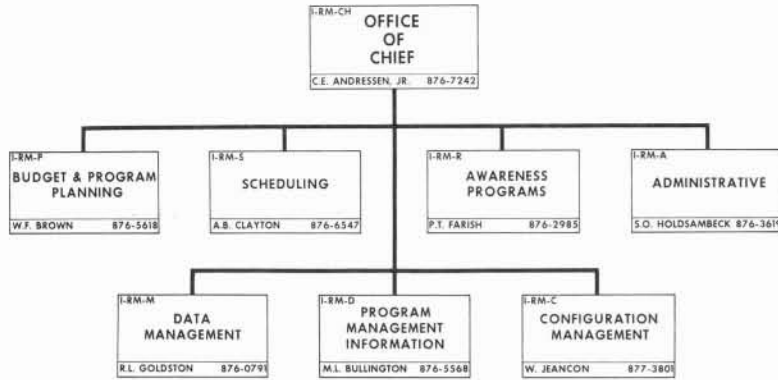 I-RM-CH
OFFICE
OF
CHIEF
C.E. ANDRESSEN, JR. 876-7242
I-RM-P
BUDGET & PROGRAM
PLANNING
W.F. BROWN 876-5618
I-RM-S
SCHEDULING
A.B. CLAYTON 876-6547
I-RM-R
AWARENESS
PROGRAMS
P.T. FARISH 876-2985
I-RM-A
ADMINISTRATIVE
S.O. HOLDSAMBECK 876-3619
I-RM-M
DATA
MANAGEMENT
R.L. GOLDSTON 876-0791
I-RM-D
PROGRAM
MANAGEMENT
INFORMATION
M.L. BULLINGTON 876-5568
I-RM-C
CONFIGURATION
MANAGEMENT
W. JEANCON 877-3801